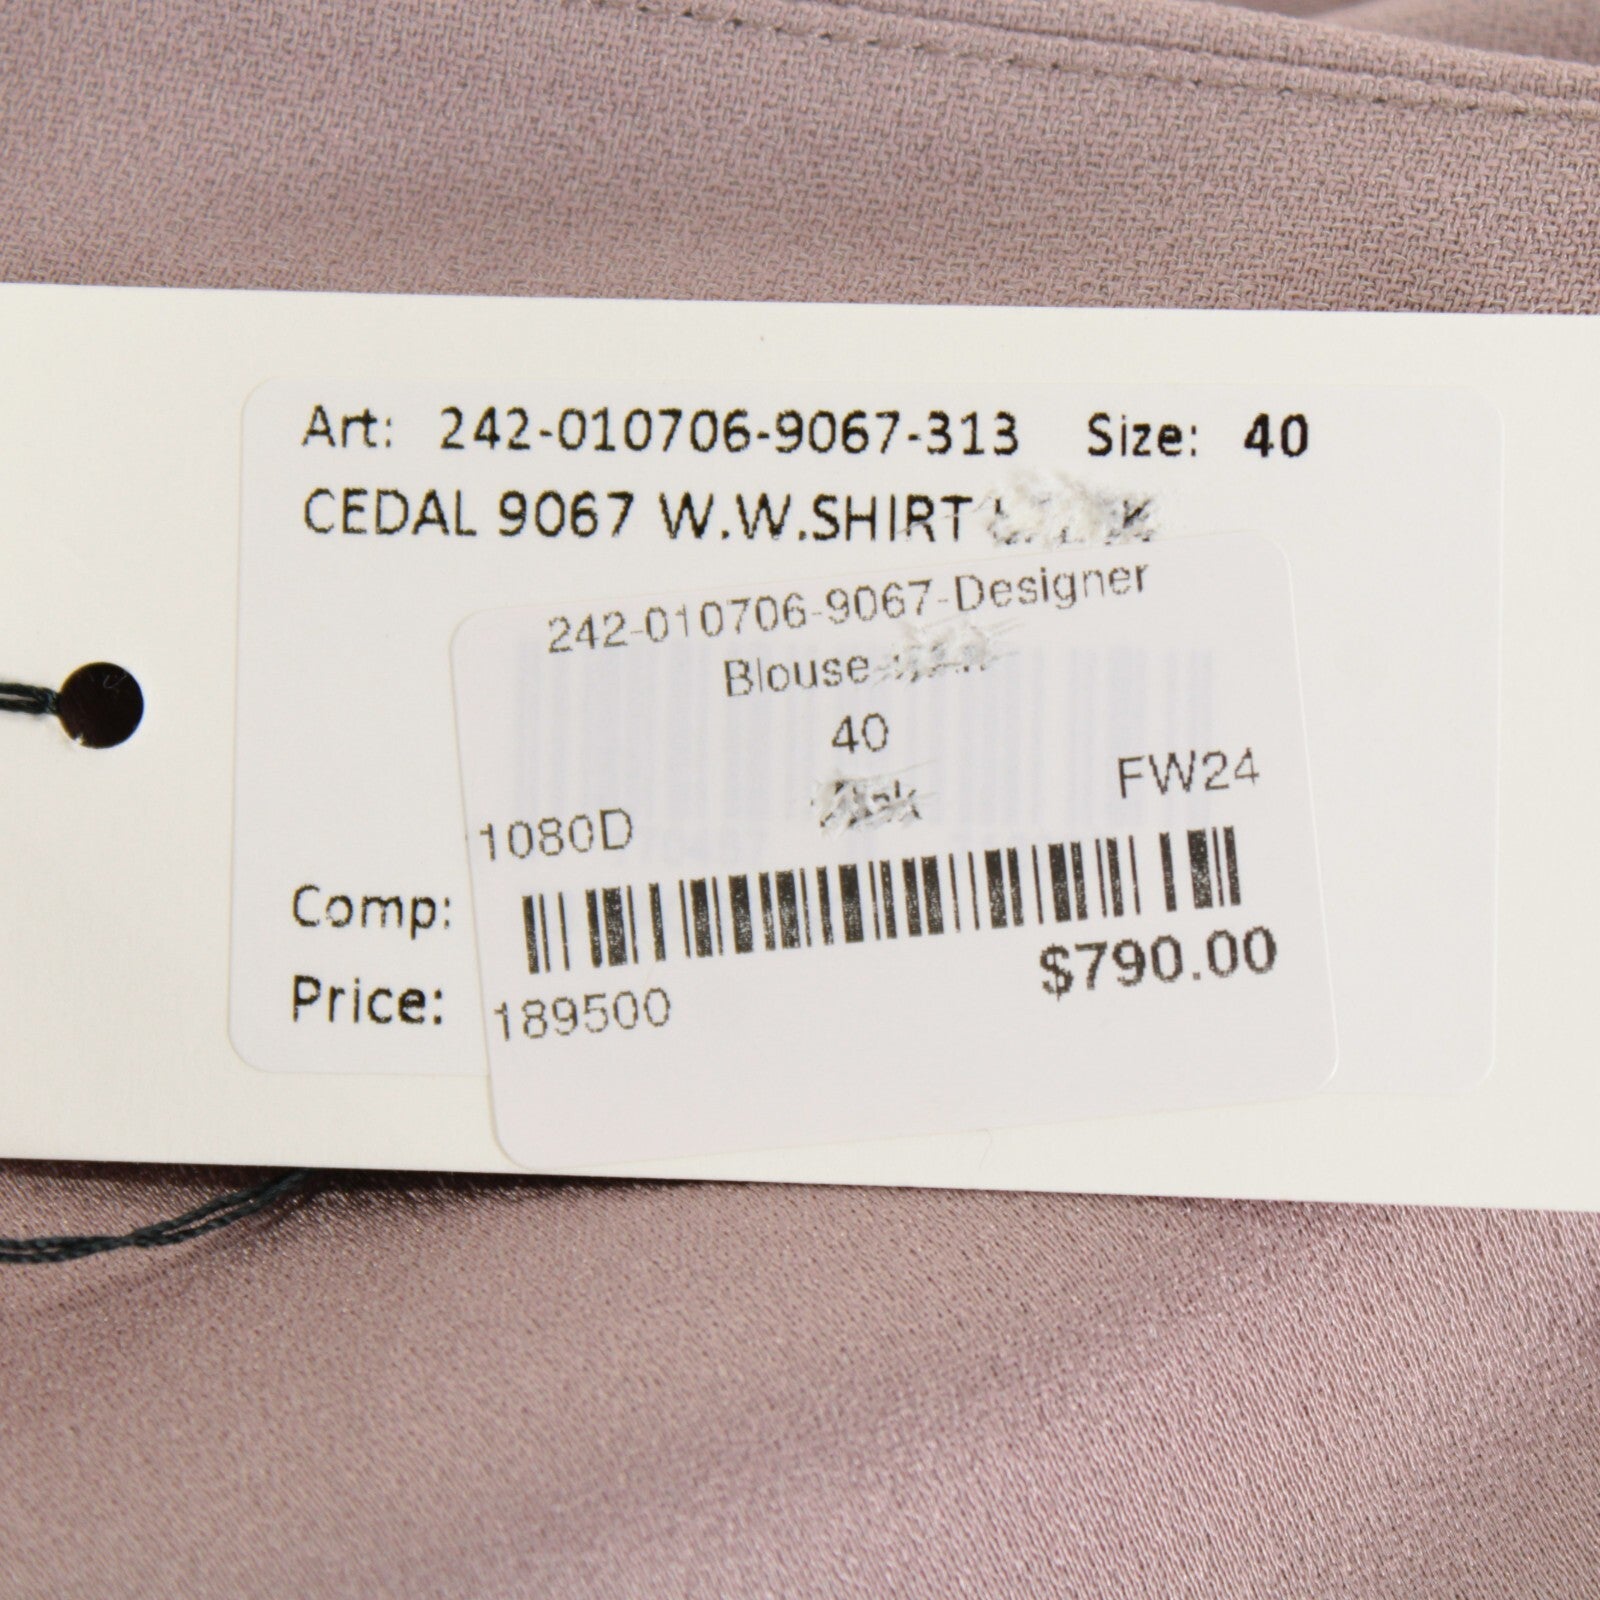 Art: 242-010706-9067-313 Size: 40
CEDAL 9067 W.W.SHIRT
242-010706-9067-Designer
Blouse
40
FW24
1080D
Comp:
$790.00
Price:
189500